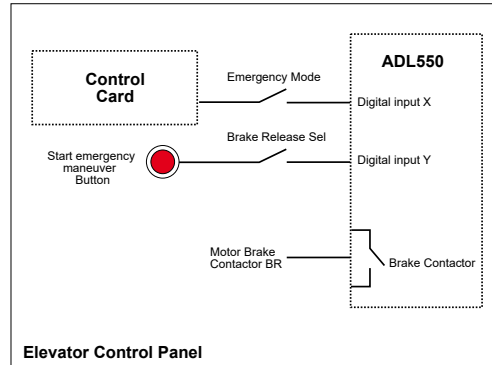 ADL550
Control
Card
Emergency Mode
Digital input X
Brake Release Sel
Start emergency
maneuver
Button
Digital input Y
Motor Brake
Contactor BR
Brake Contactor
Elevator Control Panel